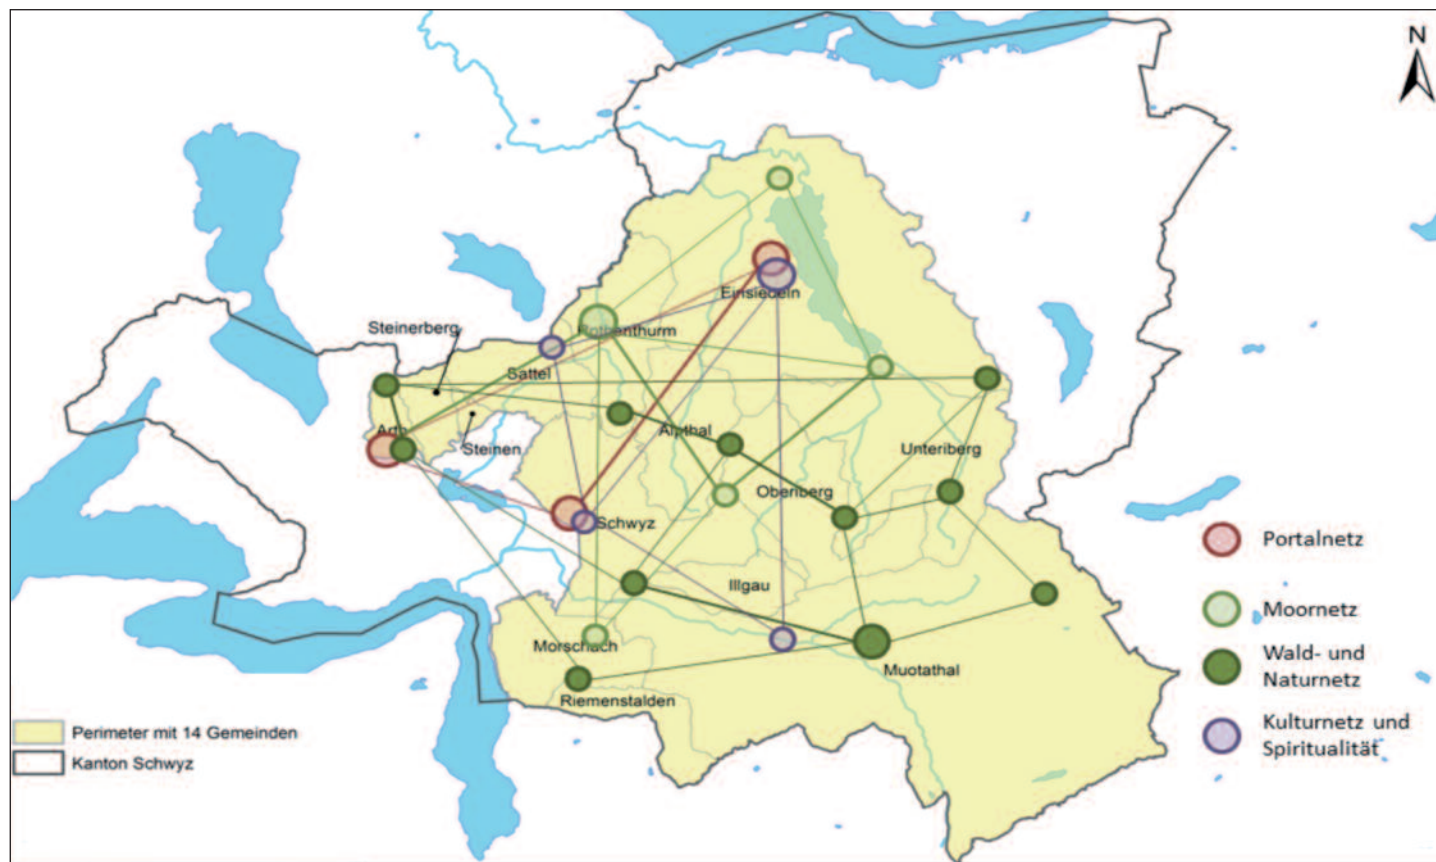 N
Einsiedeln
Steinerberg
Rothenthurm
Sattel
Arth
Alpthal
Steinen
Unteriberg
Oberiberg
Schwyz
Portalnetz
Illgau
Moornetz
Morschach
Muotathal
Wald- und
Naturnetz
Riemenstalden
Kulturnetz und
Spiritualität
Perimeter mit 14 Gemeinden
Kanton Schwyz